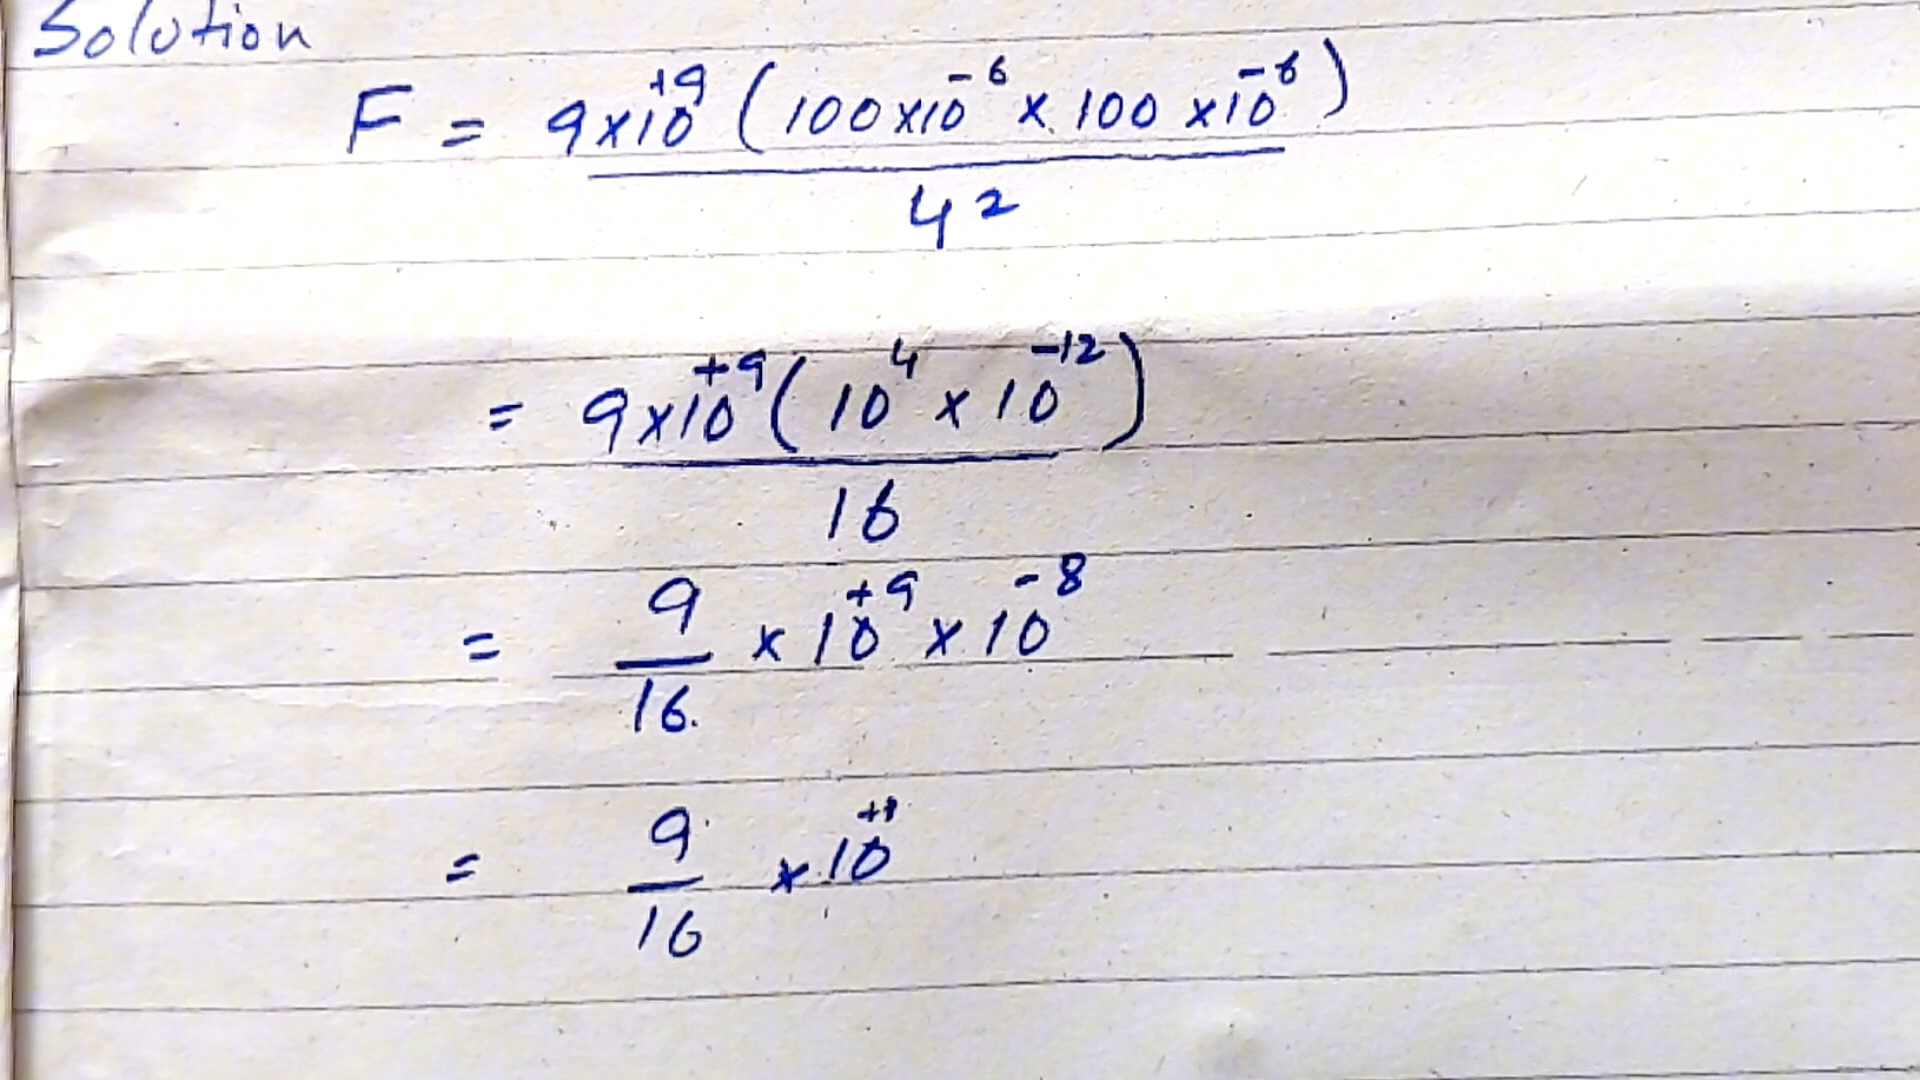 Solution
F = 9×10^{+9} (100×10^{-6} × 100 ×10^{-6})
4^{2}
= 9×10^{+9} (10^{4} × 10^{-12})
16
= 9/16. × 10^{+9} × 10^{-8}
= 9/16 × 10^{+1}